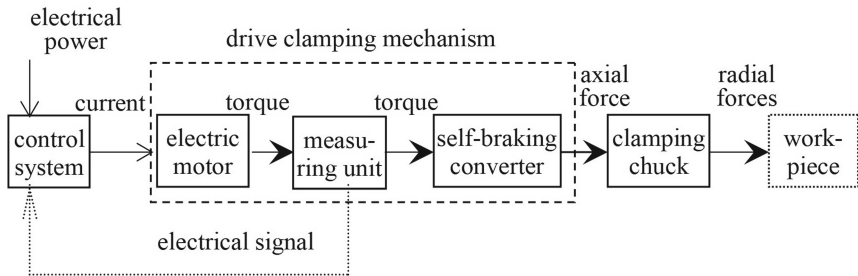 electrical
power
drive clamping mechanism
current
torque
torque
axial
force
radial
forces
control
system
electric
motor
measu-
ring unit
self-braking
converter
clamping
chuck
work-
piece
electrical signal